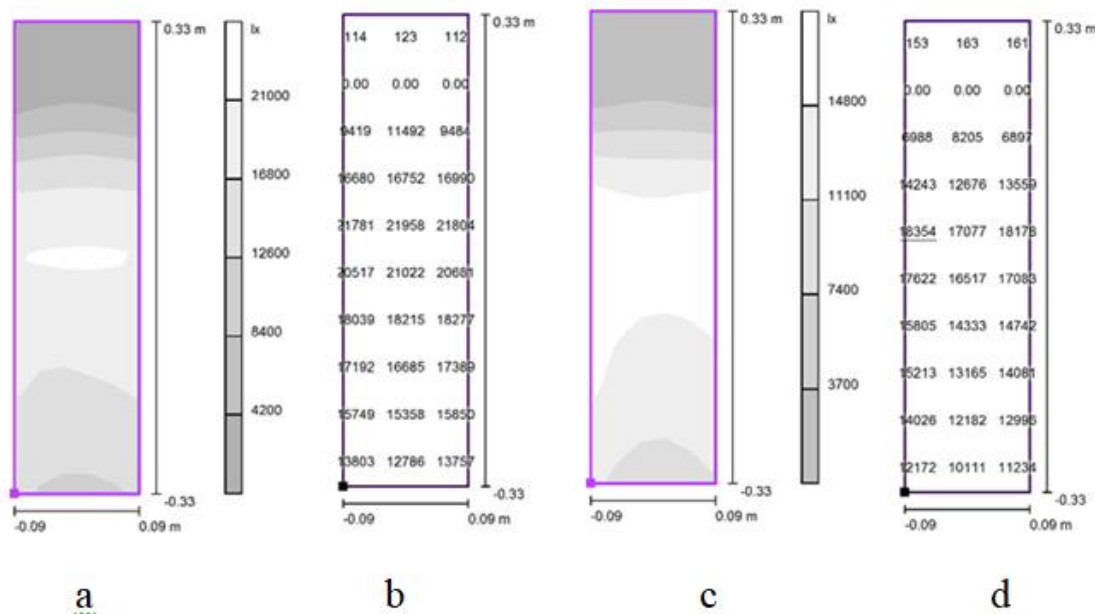 lx
0.33 m
21000
16800
12600
8400
4200
-0.33
-0.09 0.09 m
114 123 112
0.00 0.00 0.00
9419 11492 9484
16680 16752 16990
21781 21958 21804
20517 21022 20681
18039 18215 18277
17192 16685 17389
15749 15358 15850
13803 12786 13757
0.33 m
-0.33
-0.09 0.09 m
lx
0.33 m
14800
11100
7400
3700
-0.33
-0.09 0.09 m
153 163 161
0.00 0.00 0.00
6988 8205 6897
14243 12676 13559
18354 17077 18178
17622 16517 17083
15805 14333 14742
15213 13165 14081
14026 12182 12996
12172 10111 11234
0.33 m
-0.33
-0.09 0.09 m
a b c d